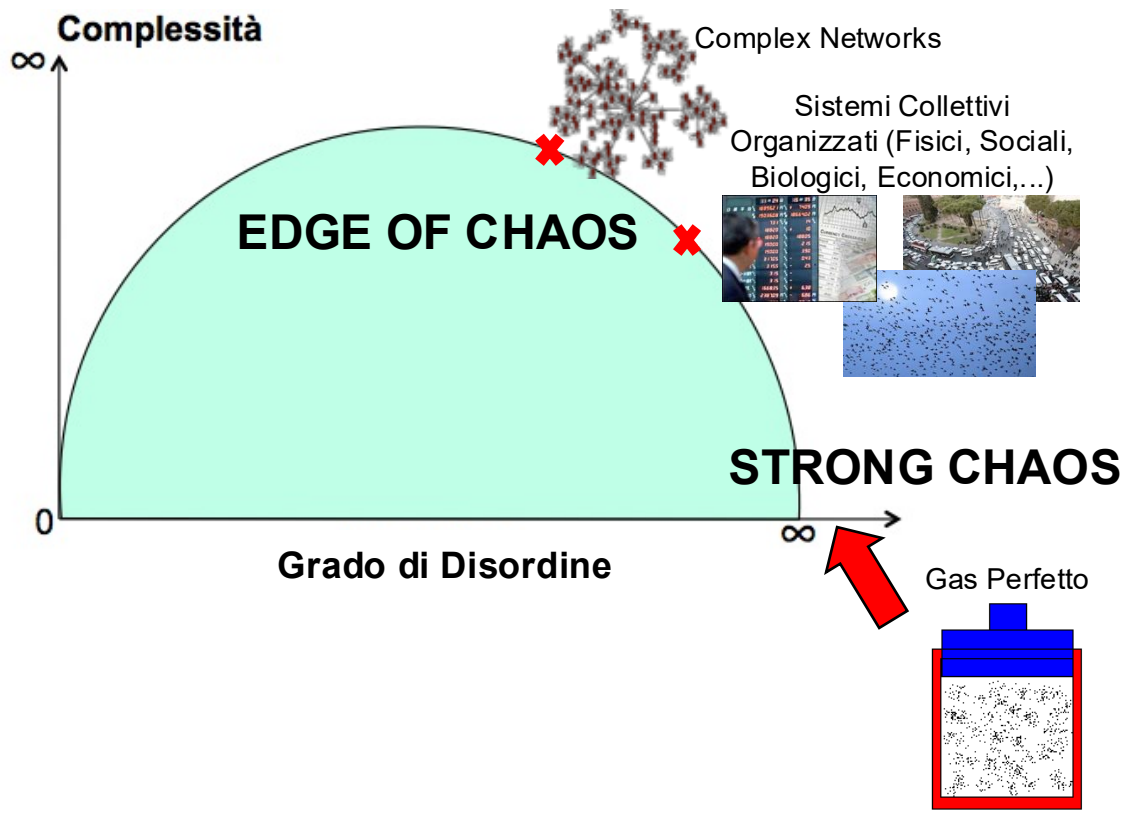 Complessità
∞
Complex Networks
Sistemi Collettivi
Organizzati (Fisici, Sociali,
Biologici, Economici,...)
EDGE OF CHAOS
STRONG CHAOS
0
∞
Grado di Disordine
Gas Perfetto